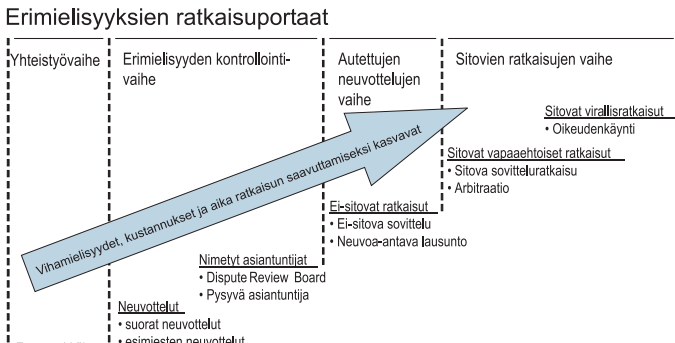 Erimielisyyksien ratkaisuportaat
Yhteistyövaihe
Erimielisyyden kontrollointi-
vaihe
Autettujen
neuvottelujen
vaihe
Sitovien ratkaisujen vaihe
Sitovat virallisratkaisut
• Oikeudenkäynti
Sitovat vapaaehtoiset ratkaisut
• Sitova sovitteluratkaisu
• Arbitraatio
Vihamielisyydet, kustannukset ja aika ratkaisun saavuttamiseksi kasvavat
Ei-sitovat ratkaisut
• Ei-sitova sovittelu
• Neuvoa-antava lausunto
Nimetyt asiantuntijat
• Dispute Review Board
• Pysyvä asiantuntija
Neuvottelut
• suorat neuvottelut
• esimiesten neuvottelut